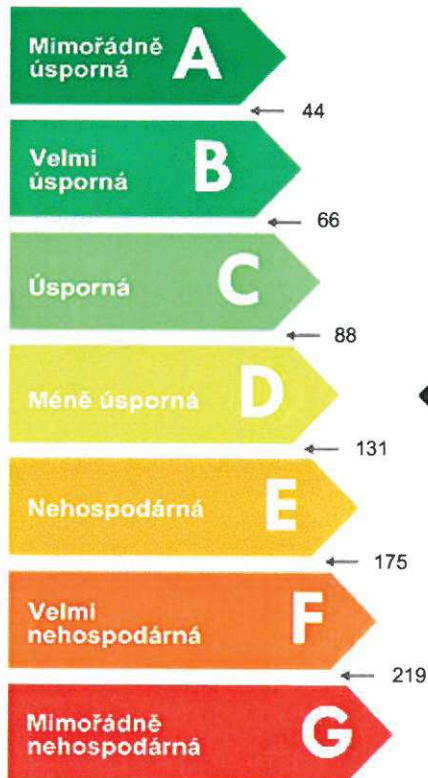 Mimořádně
úsporná
A
44
Velmi
úsporná
B
66
Úsporná
C
88
Méně úsporná
D
131
Nehospodárná
E
175
Velmi
nehospodárná
F
219
Mimořádně
nehospodárná
G